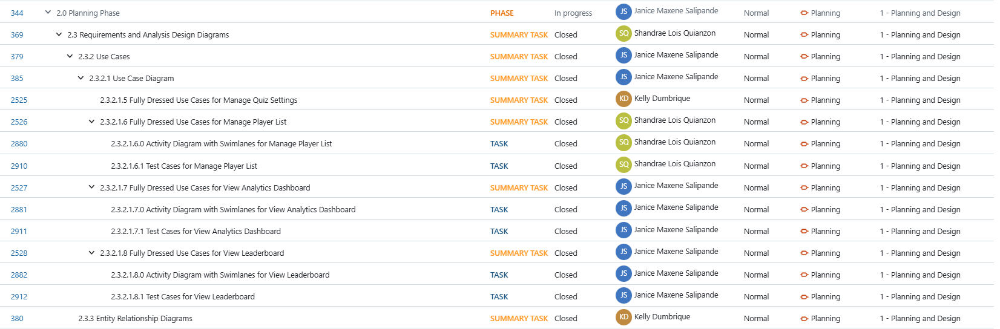 344 2.0 Planning Phase PHASE In progress JS Janice Maxene Salipande Normal Planning 1 - Planning and Design
369 2.3 Requirements and Analysis Design Diagrams SUMMARY TASK Closed SQ Shandrae Lois Quianzon Normal Planning 1 - Planning and Design
379 2.3.2 Use Cases SUMMARY TASK Closed JS Janice Maxene Salipande Normal Planning 1 - Planning and Design
385 2.3.2.1 Use Case Diagram SUMMARY TASK Closed JS Janice Maxene Salipande Normal Planning 1 - Planning and Design
2525 2.3.2.1.5 Fully Dressed Use Cases for Manage Quiz Settings SUMMARY TASK Closed KD Kelly Dumbrique Normal Planning 1 - Planning and Design
2526 2.3.2.1.6 Fully Dressed Use Cases for Manage Player List SUMMARY TASK Closed SQ Shandrae Lois Quianzon Normal Planning 1 - Planning and Design
2880 2.3.2.1.6.0 Activity Diagram with Swimlanes for Manage Player List TASK Closed SQ Shandrae Lois Quianzon Normal Planning 1 - Planning and Design
2910 2.3.2.1.6.1 Test Cases for Manage Player List TASK Closed SQ Shandrae Lois Quianzon Normal Planning 1 - Planning and Design
2527 2.3.2.1.7 Fully Dressed Use Cases for View Analytics Dashboard SUMMARY TASK Closed JS Janice Maxene Salipande Normal Planning 1 - Planning and Design
2881 2.3.2.1.7.0 Activity Diagram with Swimlanes for View Analytics Dashboard TASK Closed JS Janice Maxene Salipande Normal Planning 1 - Planning and Design
2911 2.3.2.1.7.1 Test Cases for View Analytics Dashboard TASK Closed JS Janice Maxene Salipande Normal Planning 1 - Planning and Design
2528 2.3.2.1.8 Fully Dressed Use Cases for View Leaderboard SUMMARY TASK Closed JS Janice Maxene Salipande Normal Planning 1 - Planning and Design
2882 2.3.2.1.8.0 Activity Diagram with Swimlanes for View Leaderboard TASK Closed JS Janice Maxene Salipande Normal Planning 1 - Planning and Design
2912 2.3.2.1.8.1 Test Cases for View Leaderboard TASK Closed JS Janice Maxene Salipande Normal Planning 1 - Planning and Design
380 2.3.3 Entity Relationship Diagrams SUMMARY TASK Closed KD Kelly Dumbrique Normal Planning 1 - Planning and Design